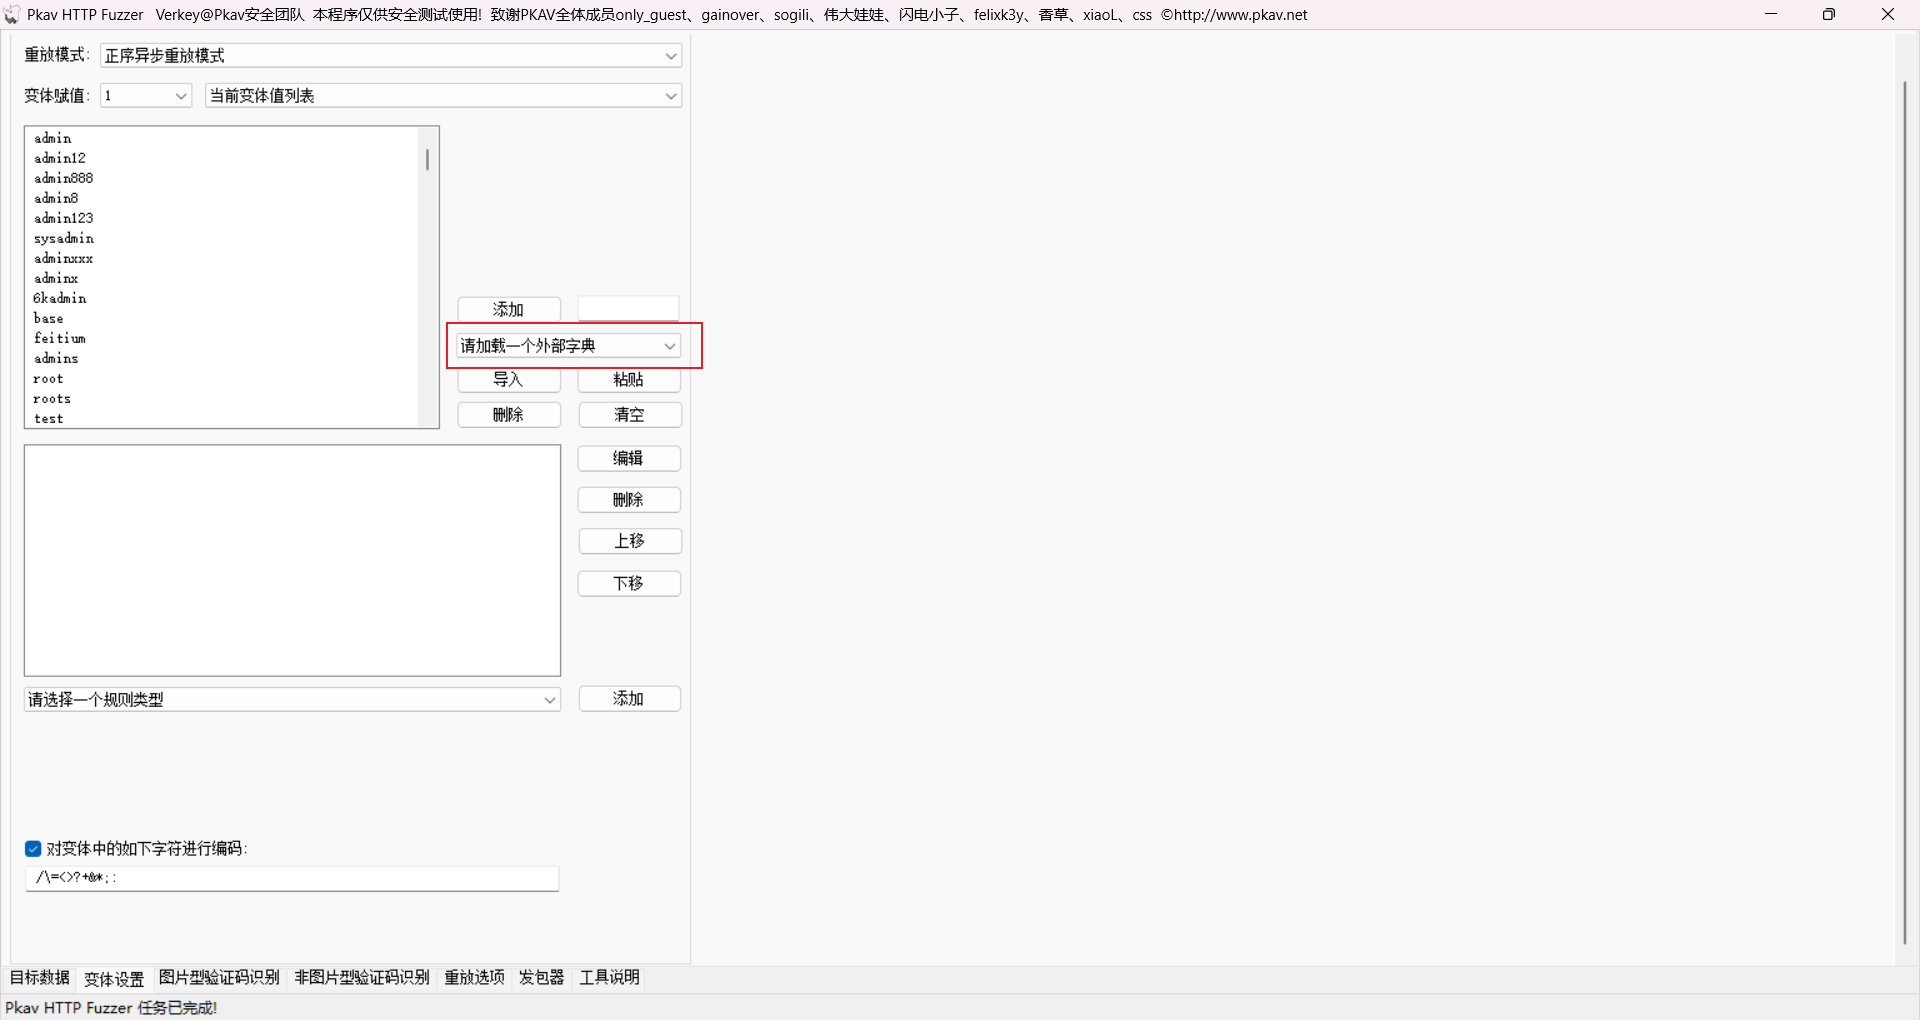 Pkav HTTP Fuzzer   Verkey@Pkav安全团队  本程序仅供安全测试使用!  致谢PKAV全体成员only_guest、gainover、sogili、伟大娃娃、闪电小子、felixk3y、香草、xiaoL、css  ©http://www.pkav.net
重放模式: 正序异步重放模式
变体赋值: 1 当前变体值列表
admin
admin12
admin888
admin8
admin123
sysadmin
adminxxx
adminx
6kadmin
base
feitium
admins
root
roots
test
添加
请加载一个外部字典
导入 粘贴
删除 清空
编辑
删除
上移
下移
请选择一个规则类型 添加
对变体中的如下字符进行编码:
/\=<>?+&*;:
目标数据 变体设置 图片型验证码识别 非图片型验证码识别 重放选项 发包器 工具说明
Pkav HTTP Fuzzer 任务已完成!